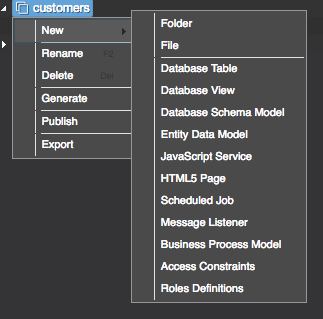 customers
New
Rename F2
Delete Del
Generate
Publish
Export
Folder
File
Database Table
Database View
Database Schema Model
Entity Data Model
JavaScript Service
HTML5 Page
Scheduled Job
Message Listener
Business Process Model
Access Constraints
Roles Definitions